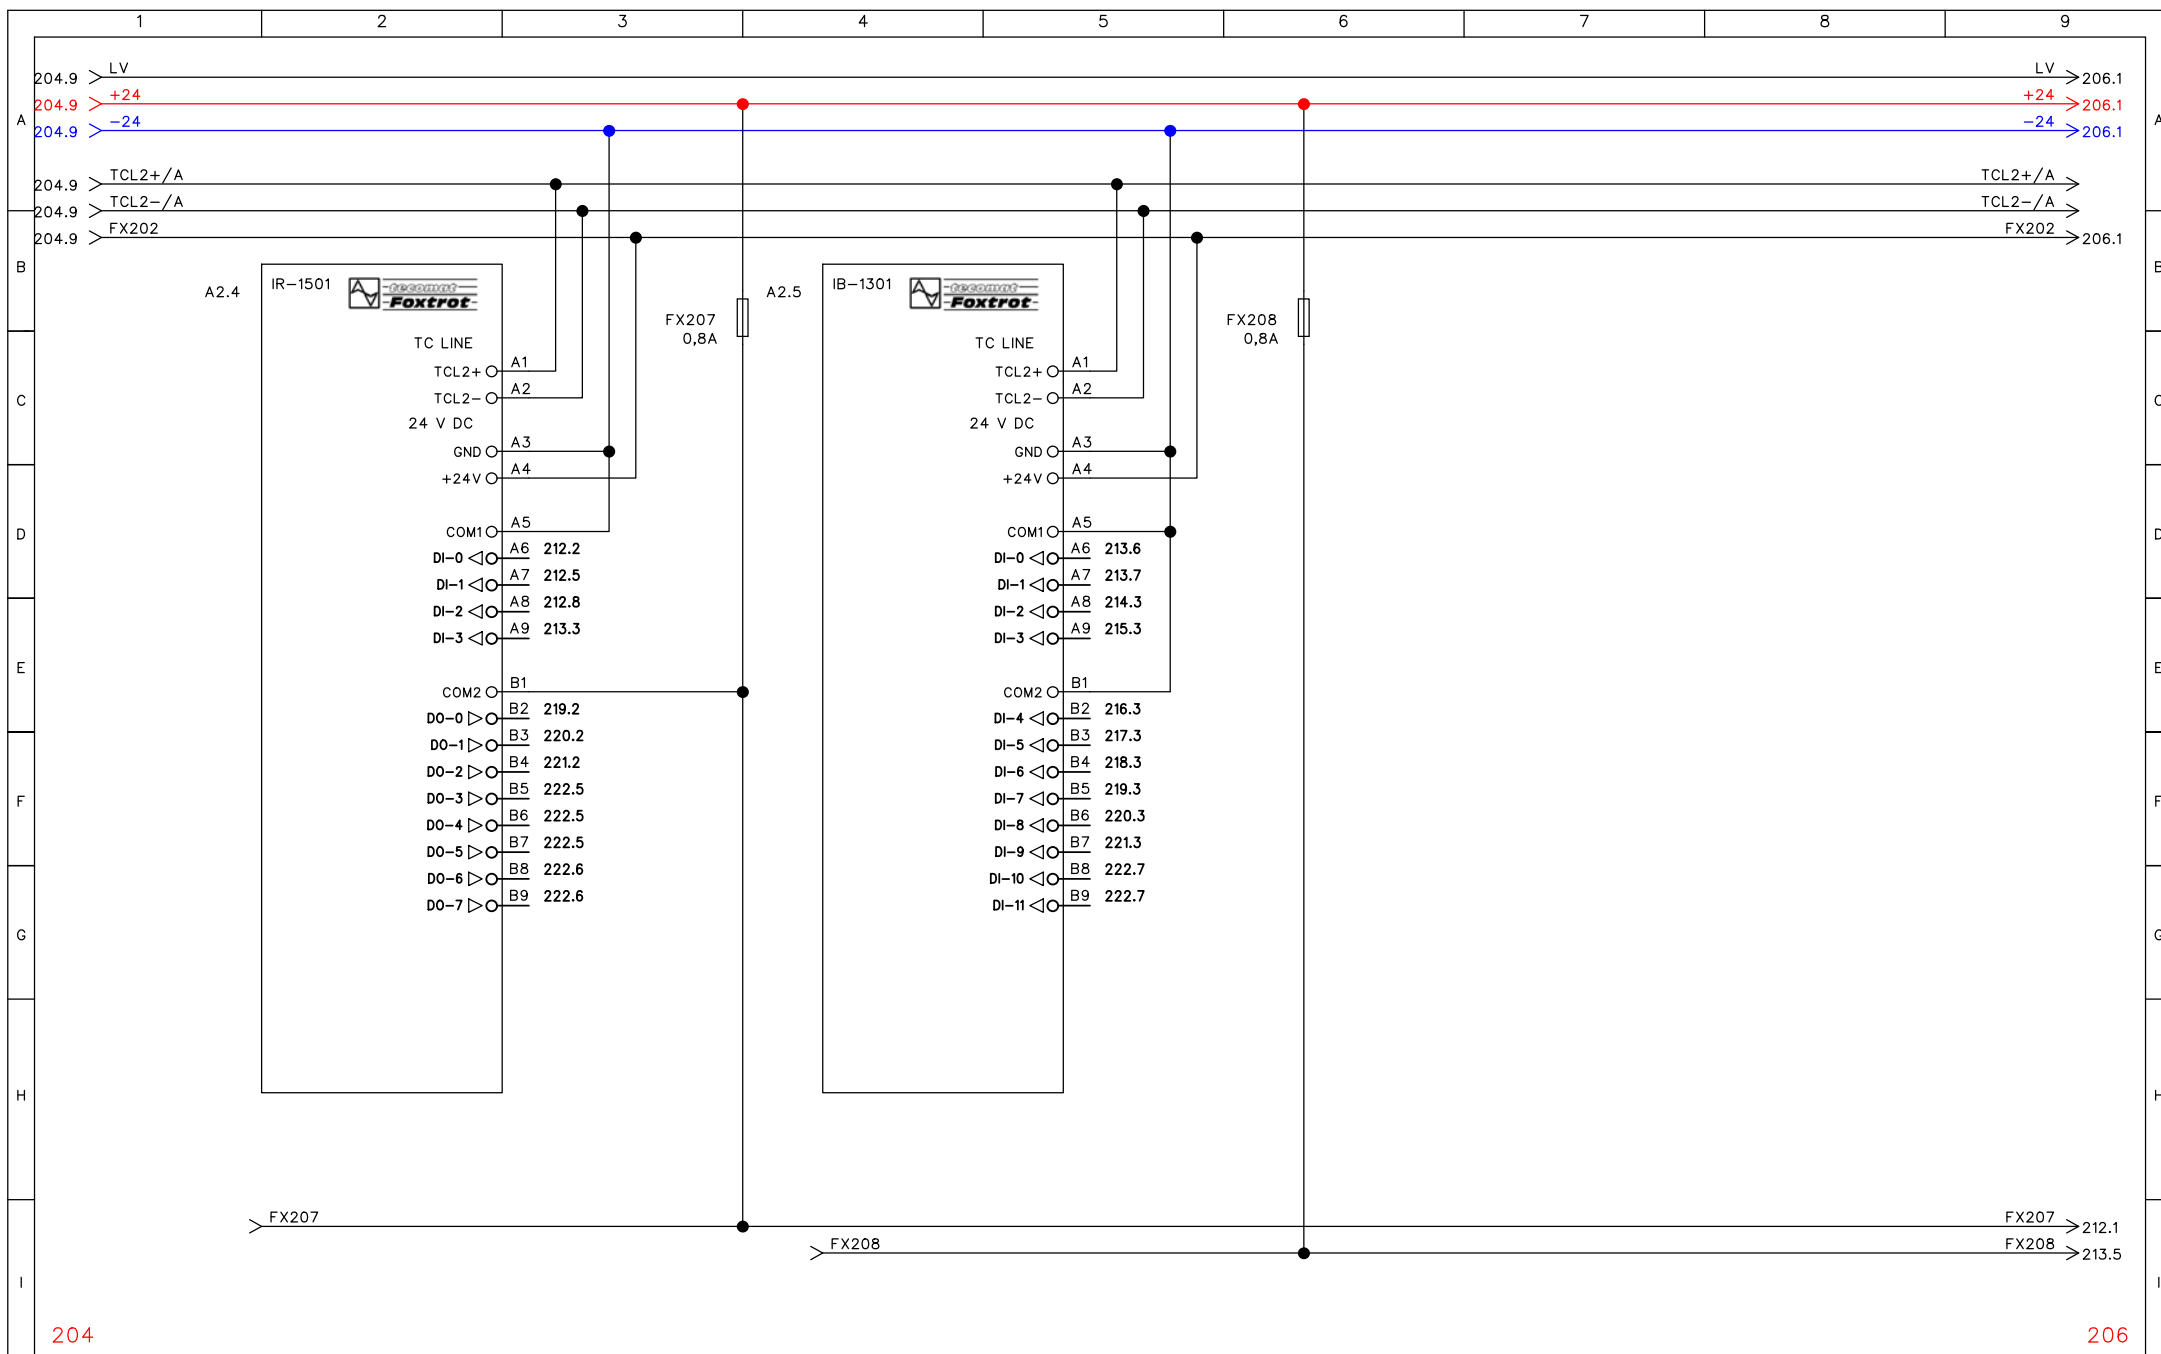 1 2 3 4 5 6 7 8 9
204.9 LV LV 206.1
204.9 +24 +24 206.1
A A
204.9 -24 -24 206.1
204.9 TCL2+/A TCL2+/A
204.9 TCL2-/A TCL2-/A
204.9 FX202 FX202 206.1
B B
A2.4 IR-1501 tecomat A2.5 IB-1301 tecomat
Foxtrot Foxtrot
FX207 FX208
0,8A 0,8A
TC LINE TC LINE
TCL2+ A1 TCL2+ A1
TCL2- A2 TCL2- A2
C C
24 V DC 24 V DC
GND A3 GND A3
+24V A4 +24V A4
COM1 A5 COM1 A5
D D
DI-0 A6 212.2 DI-0 A6 213.6
DI-1 A7 212.5 DI-1 A7 213.7
DI-2 A8 212.8 DI-2 A8 214.3
DI-3 A9 213.3 DI-3 A9 215.3
E E
COM2 B1 COM2 B1
DO-0 B2 219.2 DI-4 B2 216.3
DO-1 B3 220.2 DI-5 B3 217.3
DO-2 B4 221.2 DI-6 B4 218.3
DO-3 B5 222.5 DI-7 B5 219.3
F F
DO-4 B6 222.5 DI-8 B6 220.3
DO-5 B7 222.5 DI-9 B7 221.3
DO-6 B8 222.6 DI-10 B8 222.7
DO-7 B9 222.6 DI-11 B9 222.7
G G
H H
FX207 FX207 212.1
FX208 FX208 213.5
I I
204 206